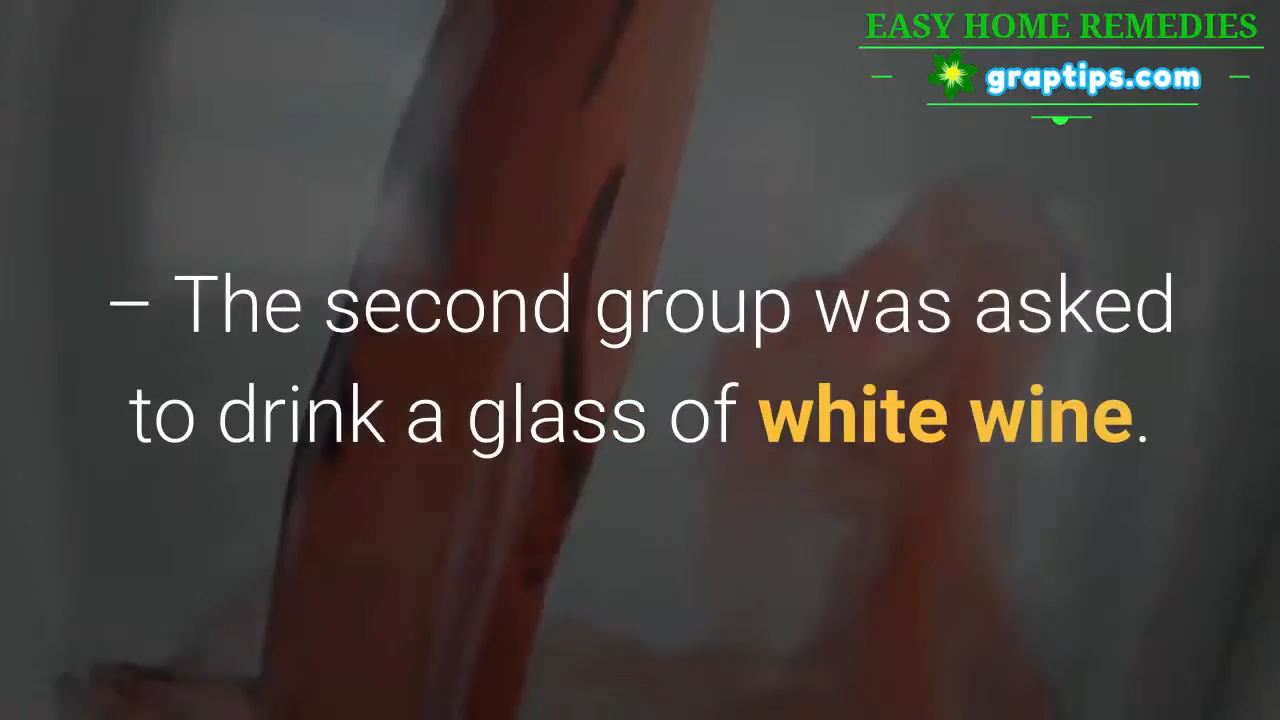 EASY HOME REMEDIES
graptips.com
– The second group was asked
to drink a glass of white wine.